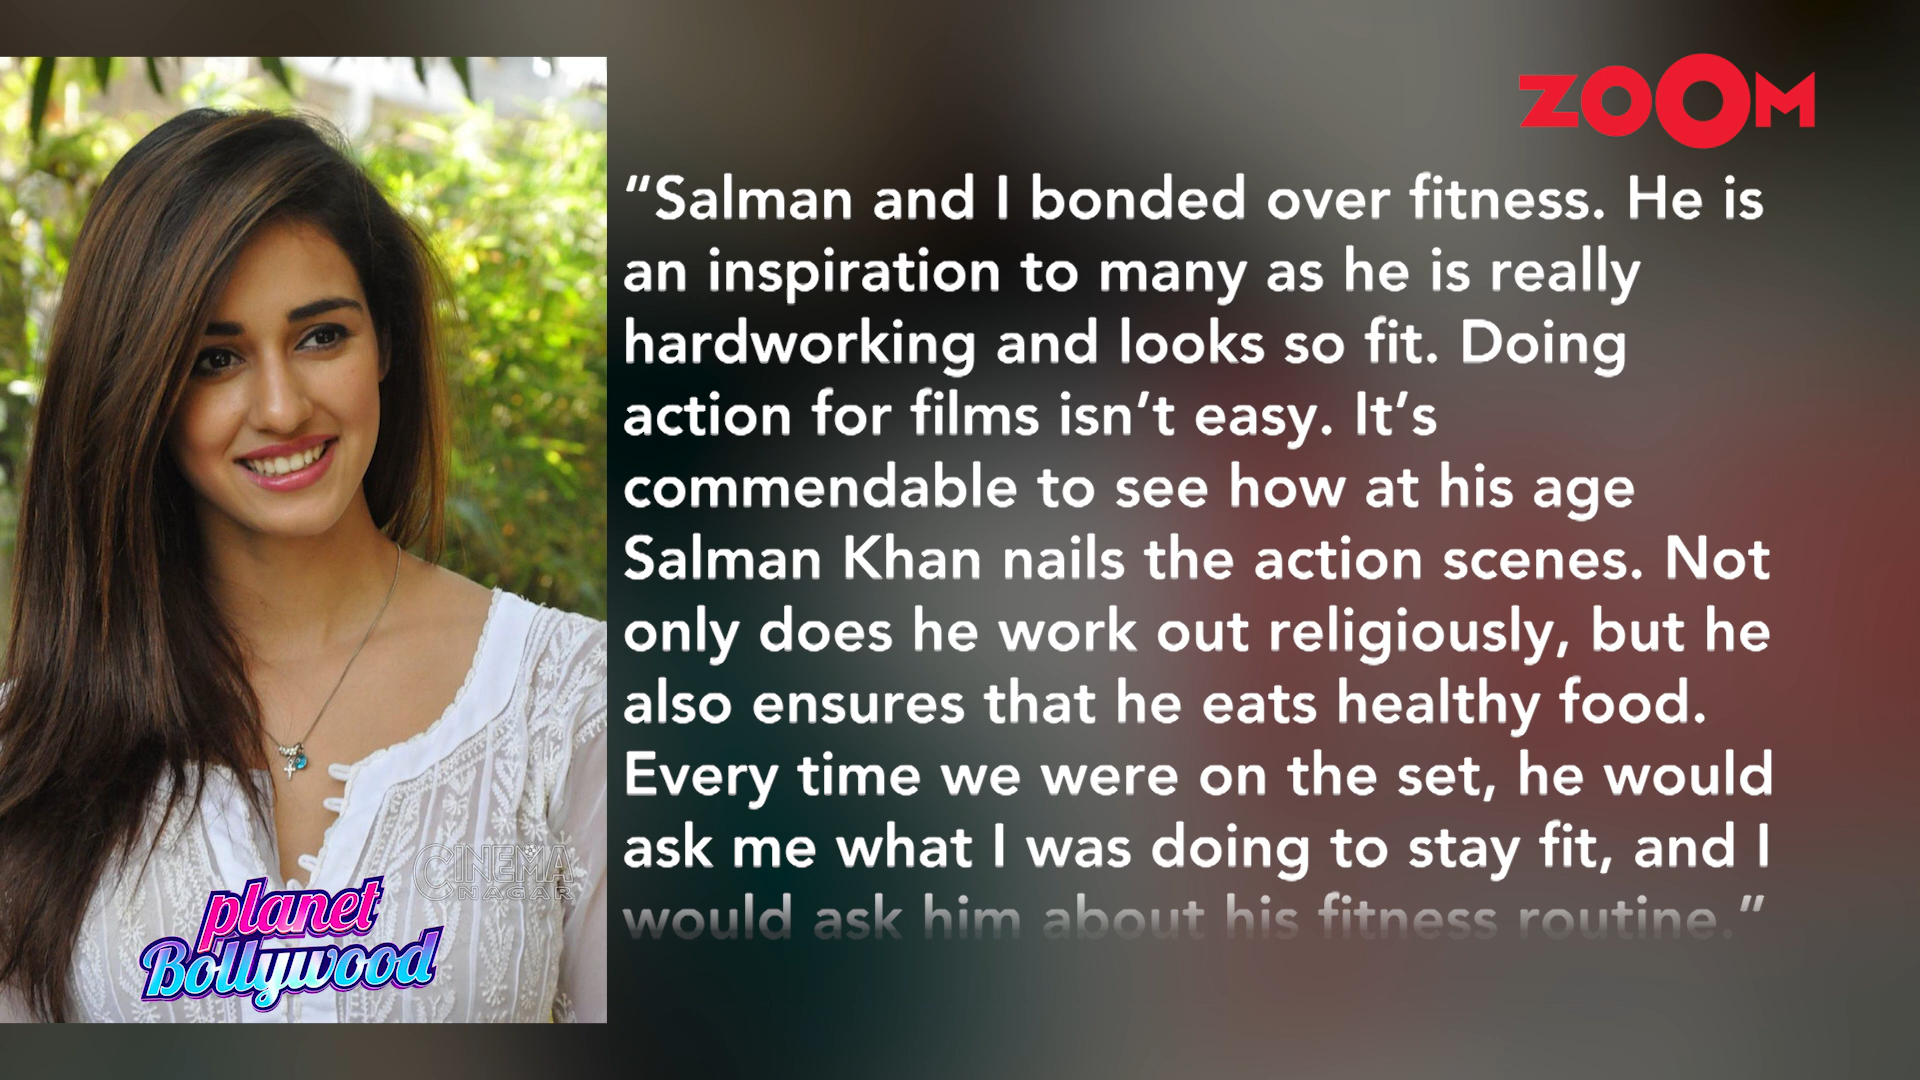 ZOOM
“Salman and I bonded over fitness. He is
an inspiration to many as he is really
hardworking and looks so fit. Doing
action for films isn’t easy. It’s
commendable to see how at his age
Salman Khan nails the action scenes. Not
only does he work out religiously, but he
also ensures that he eats healthy food.
Every time we were on the set, he would
ask me what I was doing to stay fit, and I
would ask him about his fitness routine.”
CINEMA
NAGAR
planet
Bollywood